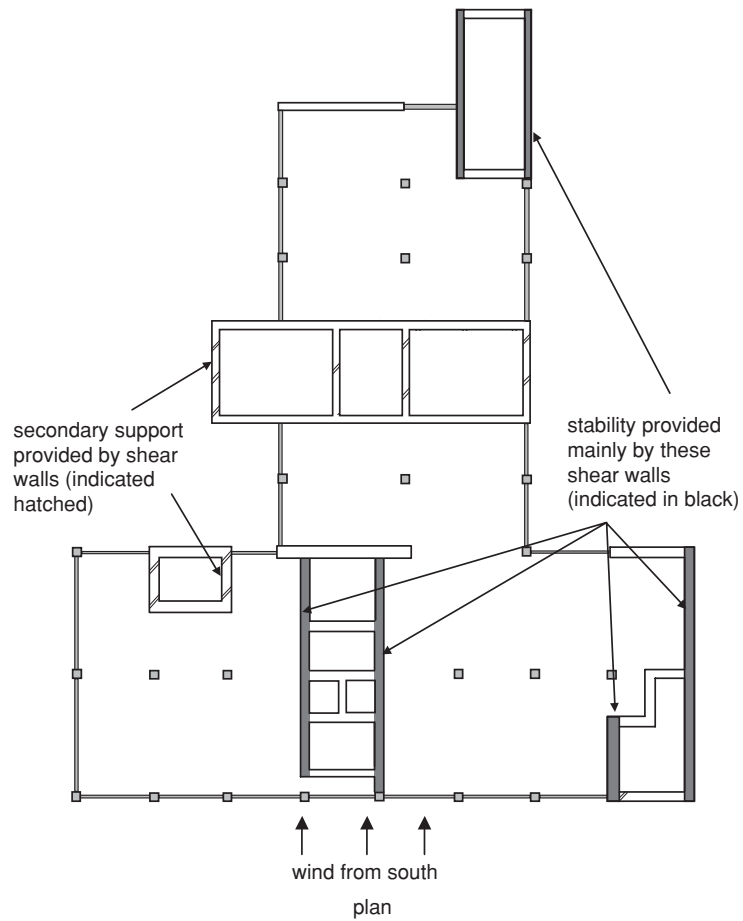 secondary support
provided by shear
walls (indicated
hatched)
stability provided
mainly by these
shear walls
(indicated in black)
wind from south
plan